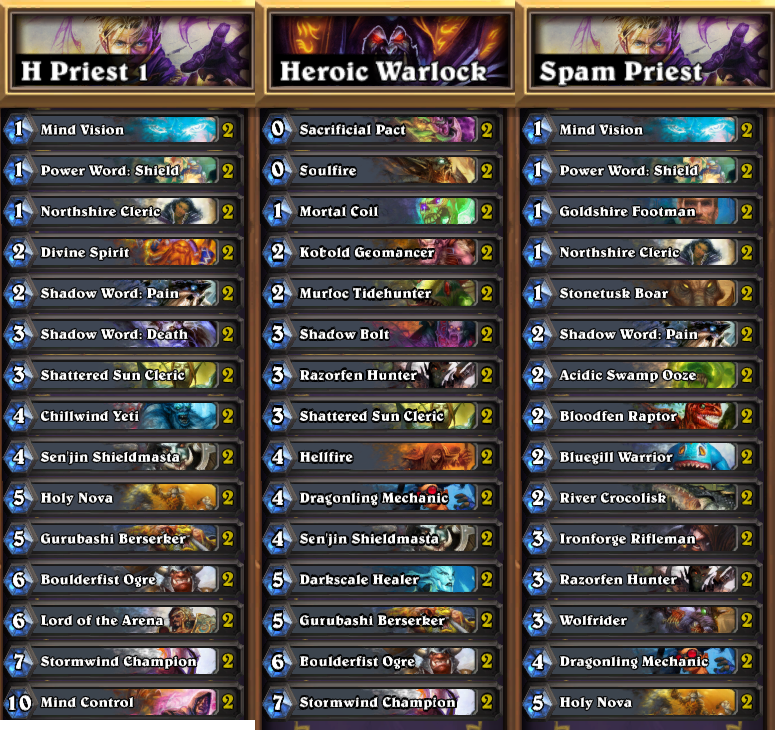 H Priest 1
1 Mind Vision 2
1 Power Word: Shield 2
1 Northshire Cleric 2
2 Divine Spirit 2
2 Shadow Word: Pain 2
3 Shadow Word: Death 2
3 Shattered Sun Cleric 2
4 Chillwind Yeti 2
4 Sen'jin Shieldmasta 2
5 Holy Nova 2
5 Gurubashi Berserker 2
6 Boulderfist Ogre 2
6 Lord of the Arena 2
7 Stormwind Champion 2
10 Mind Control 2
Heroic Warlock
0 Sacrificial Pact 2
0 Soulfire 2
1 Mortal Coil 2
2 Kobold Geomancer 2
2 Murloc Tidehunter 2
3 Shadow Bolt 2
3 Razorfen Hunter 2
3 Shattered Sun Cleric 2
4 Hellfire 2
4 Dragonling Mechanic 2
4 Sen'jin Shieldmasta 2
5 Darkscale Healer 2
5 Gurubashi Berserker 2
6 Boulderfist Ogre 2
7 Stormwind Champion 2
Spam Priest
1 Mind Vision 2
1 Power Word: Shield 2
1 Goldshire Footman 2
1 Northshire Cleric 2
1 Stonetusk Boar 2
2 Shadow Word: Pain 2
2 Acidic Swamp Ooze 2
2 Bloodfen Raptor 2
2 Bluegill Warrior 2
2 River Crocolisk 2
3 Ironforge Rifleman 2
3 Razorfen Hunter 2
3 Wolfrider 2
4 Dragonling Mechanic 2
5 Holy Nova 2